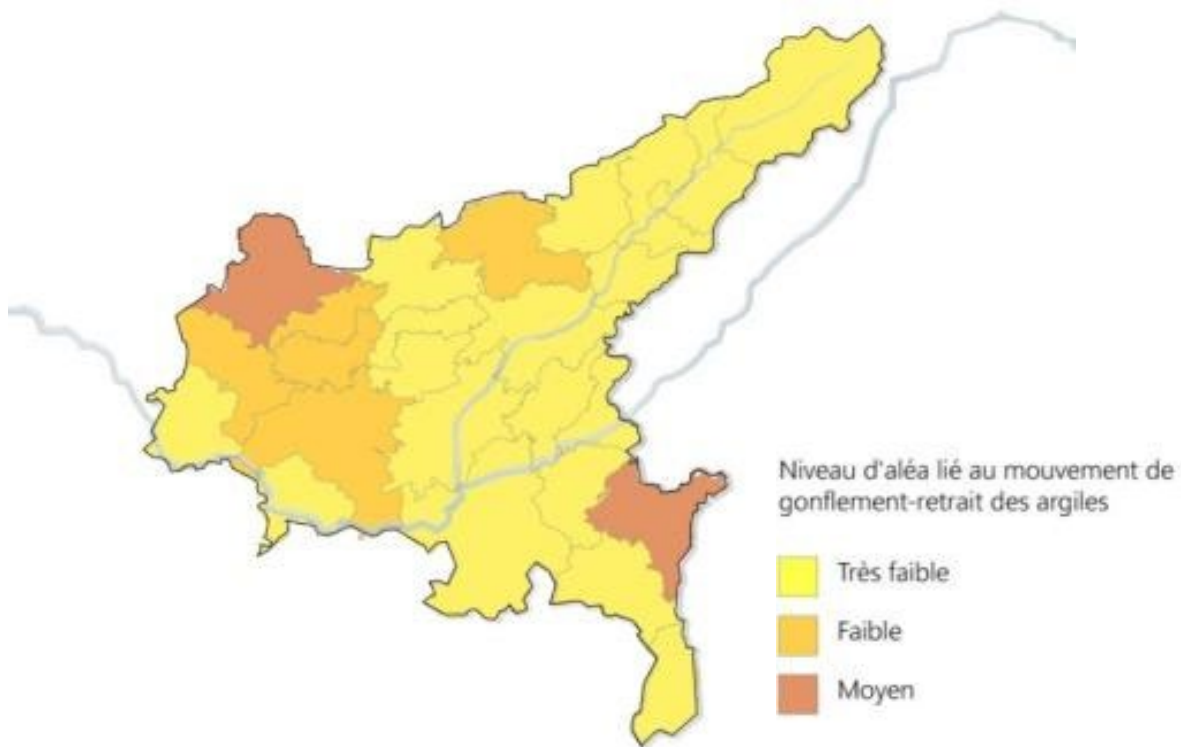 Niveau d'aléa lié au mouvement de
gonflement-retrait des argiles
Très faible
Faible
Moyen